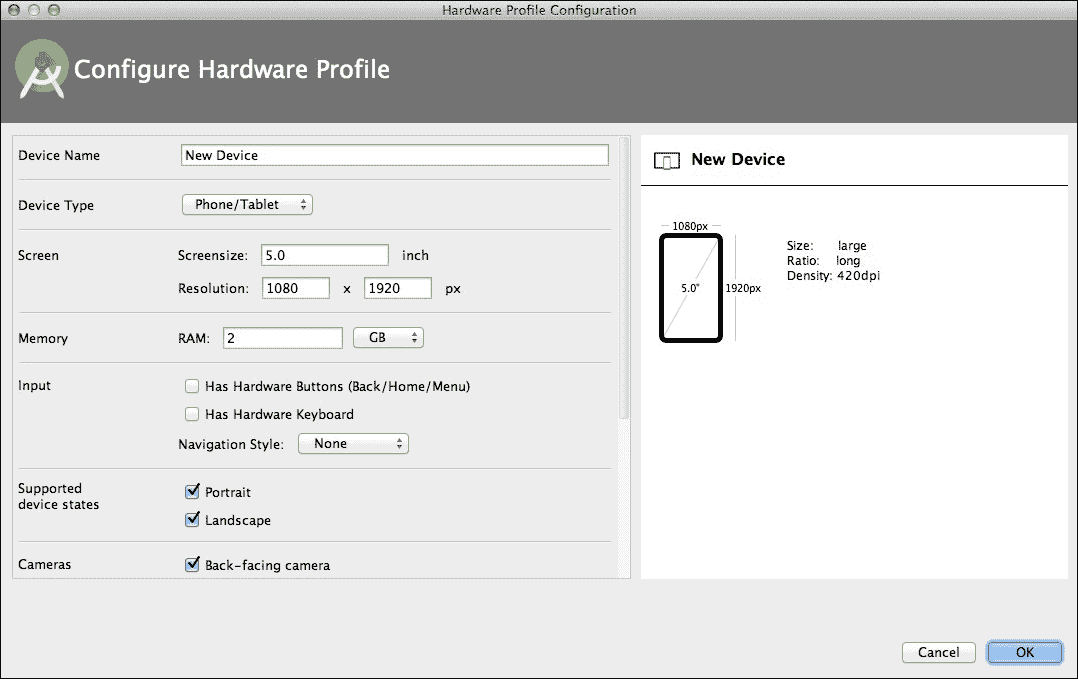 Hardware Profile Configuration
Configure Hardware Profile
Device Name New Device
Device Type Phone/Tablet
Screen Screensize: 5.0 inch
Resolution: 1080 x 1920 px
Memory RAM: 2 GB
Input Has Hardware Buttons (Back/Home/Menu)
Has Hardware Keyboard
Navigation Style: None
Supported
device states
Portrait
Landscape
Cameras Back-facing camera
New Device
1080px
5.0"
1920px
Size: large
Ratio: long
Density: 420dpi
Cancel OK